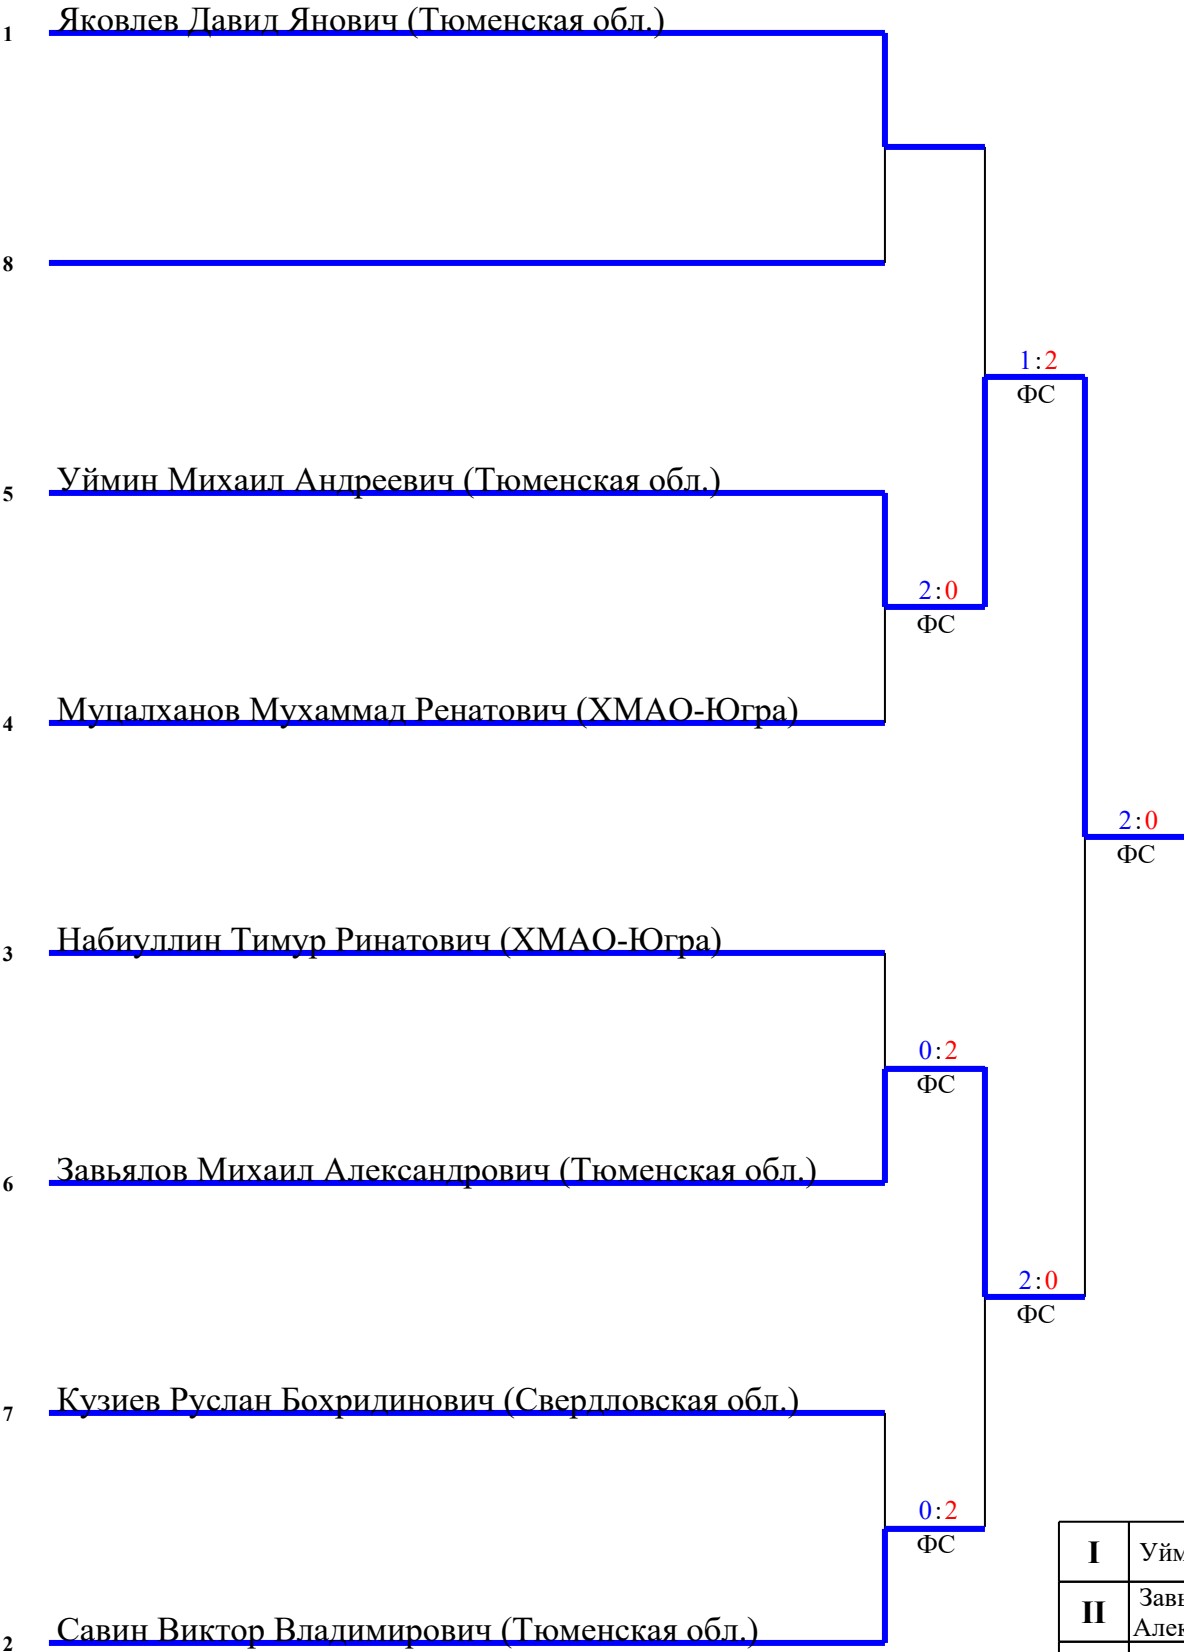 1 Яковлев Давид Янович (Тюменская обл.)
8
1:2
ФС
5 Уймин Михаил Андреевич (Тюменская обл.)
2:0
ФС
4 Муцалханов Мухаммад Ренатович (ХМАО-Югра)
2:0
ФС
3 Набиуллин Тимур Ринатович (ХМАО-Югра)
0:2
ФС
6 Завьялов Михаил Александрович (Тюменская обл.)
2:0
ФС
7 Кузиев Руслан Бохридинович (Свердловская обл.)
0:2
ФС
I
II
2 Савин Виктор Владимирович (Тюменская обл.)